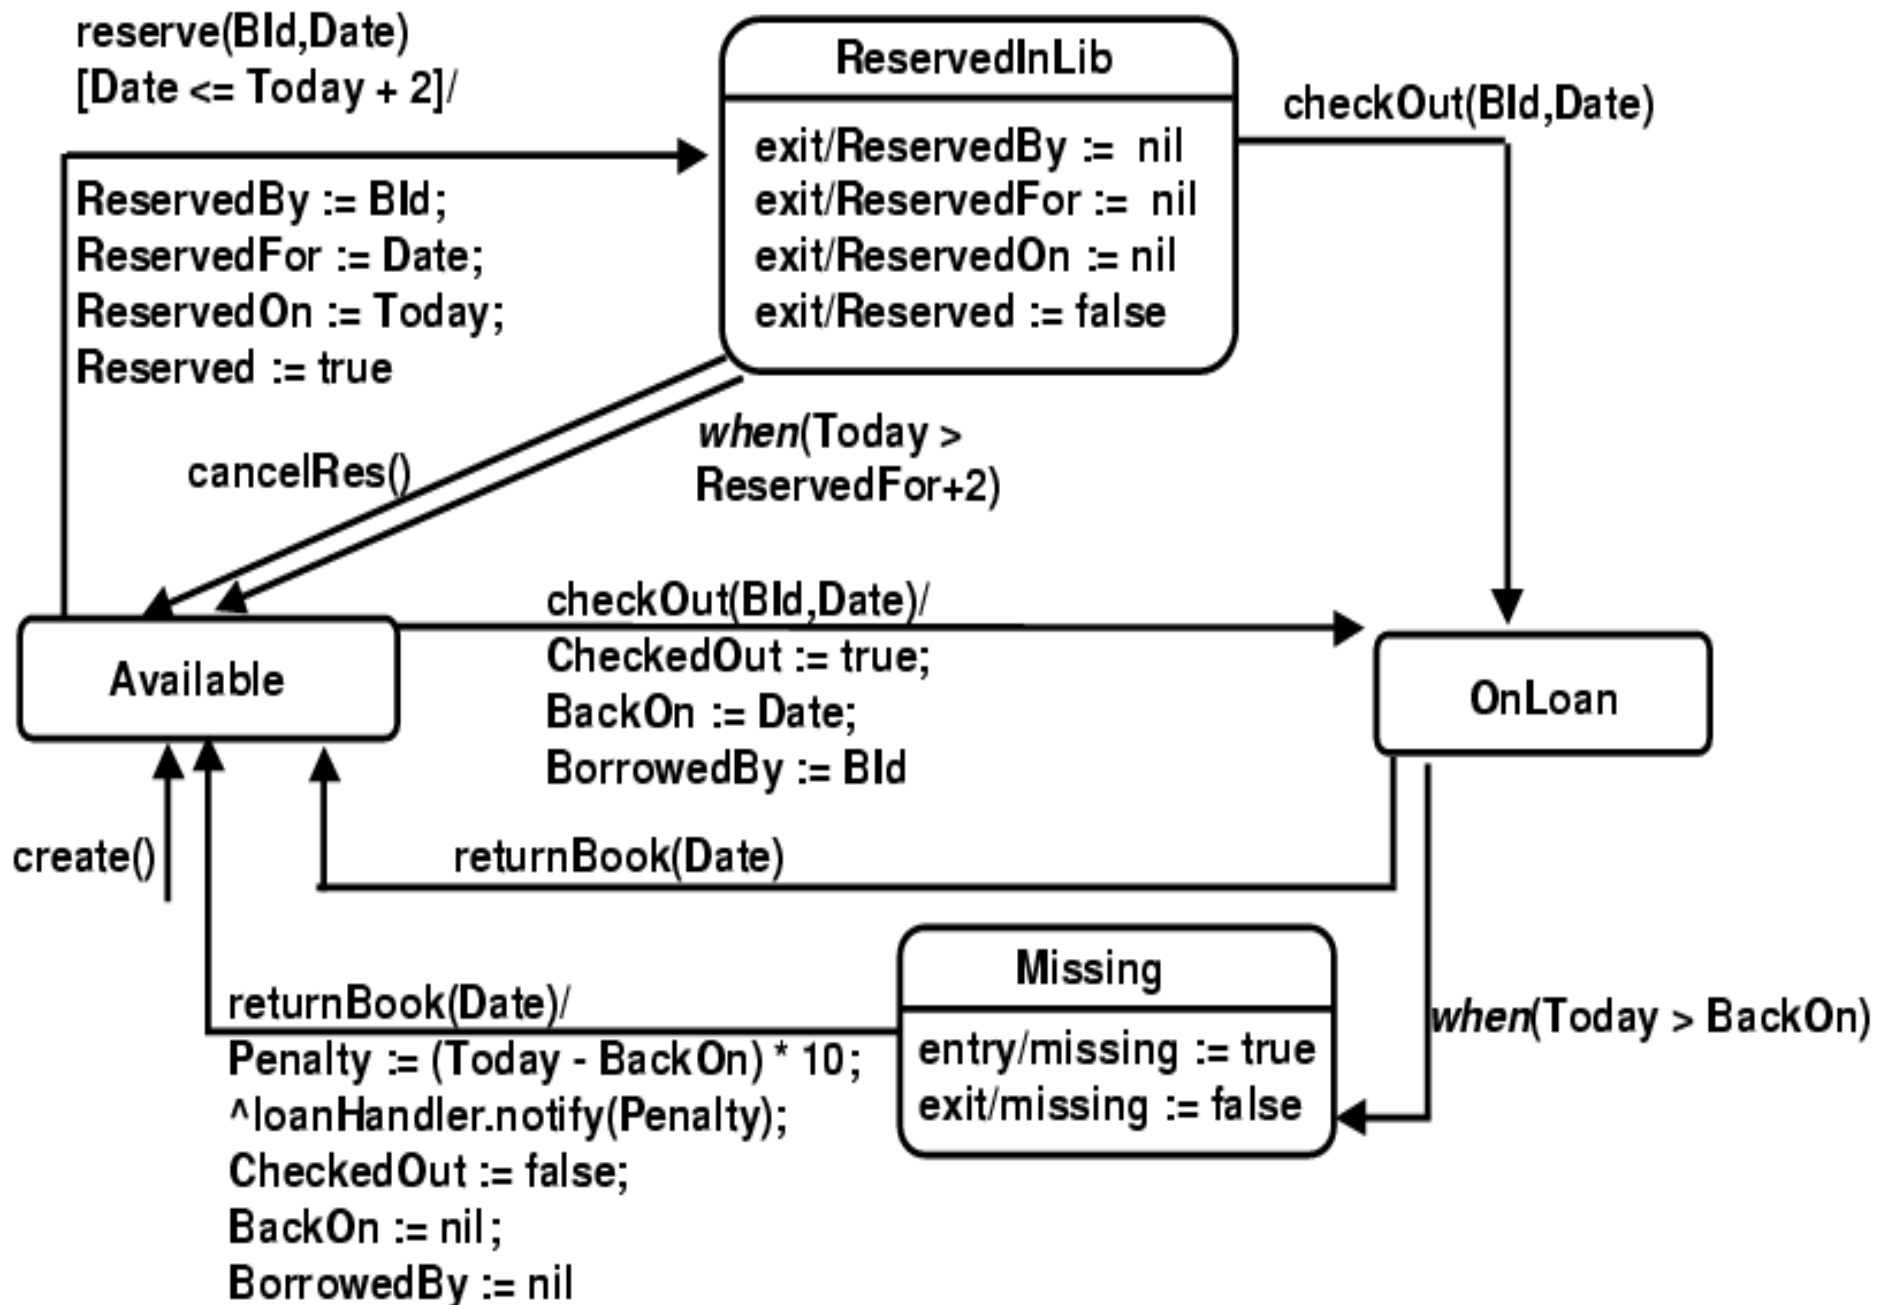 reserve(BId,Date)
[Date <= Today + 2]/
ReservedBy := BId;
ReservedFor := Date;
ReservedOn := Today;
Reserved := true
ReservedInLib
exit/ReservedBy := nil
exit/ReservedFor := nil
exit/ReservedOn := nil
exit/Reserved := false
checkOut(BId,Date)
cancelRes()
when(Today >
ReservedFor+2)
Available
checkOut(BId,Date)/
CheckedOut := true;
BackOn := Date;
BorrowedBy := BId
OnLoan
create()
returnBook(Date)
Missing
entry/missing := true
exit/missing := false
when(Today > BackOn)
returnBook(Date)/
Penalty := (Today - BackOn) * 10;
^loanHandler.notify(Penalty);
CheckedOut := false;
BackOn := nil;
BorrowedBy := nil